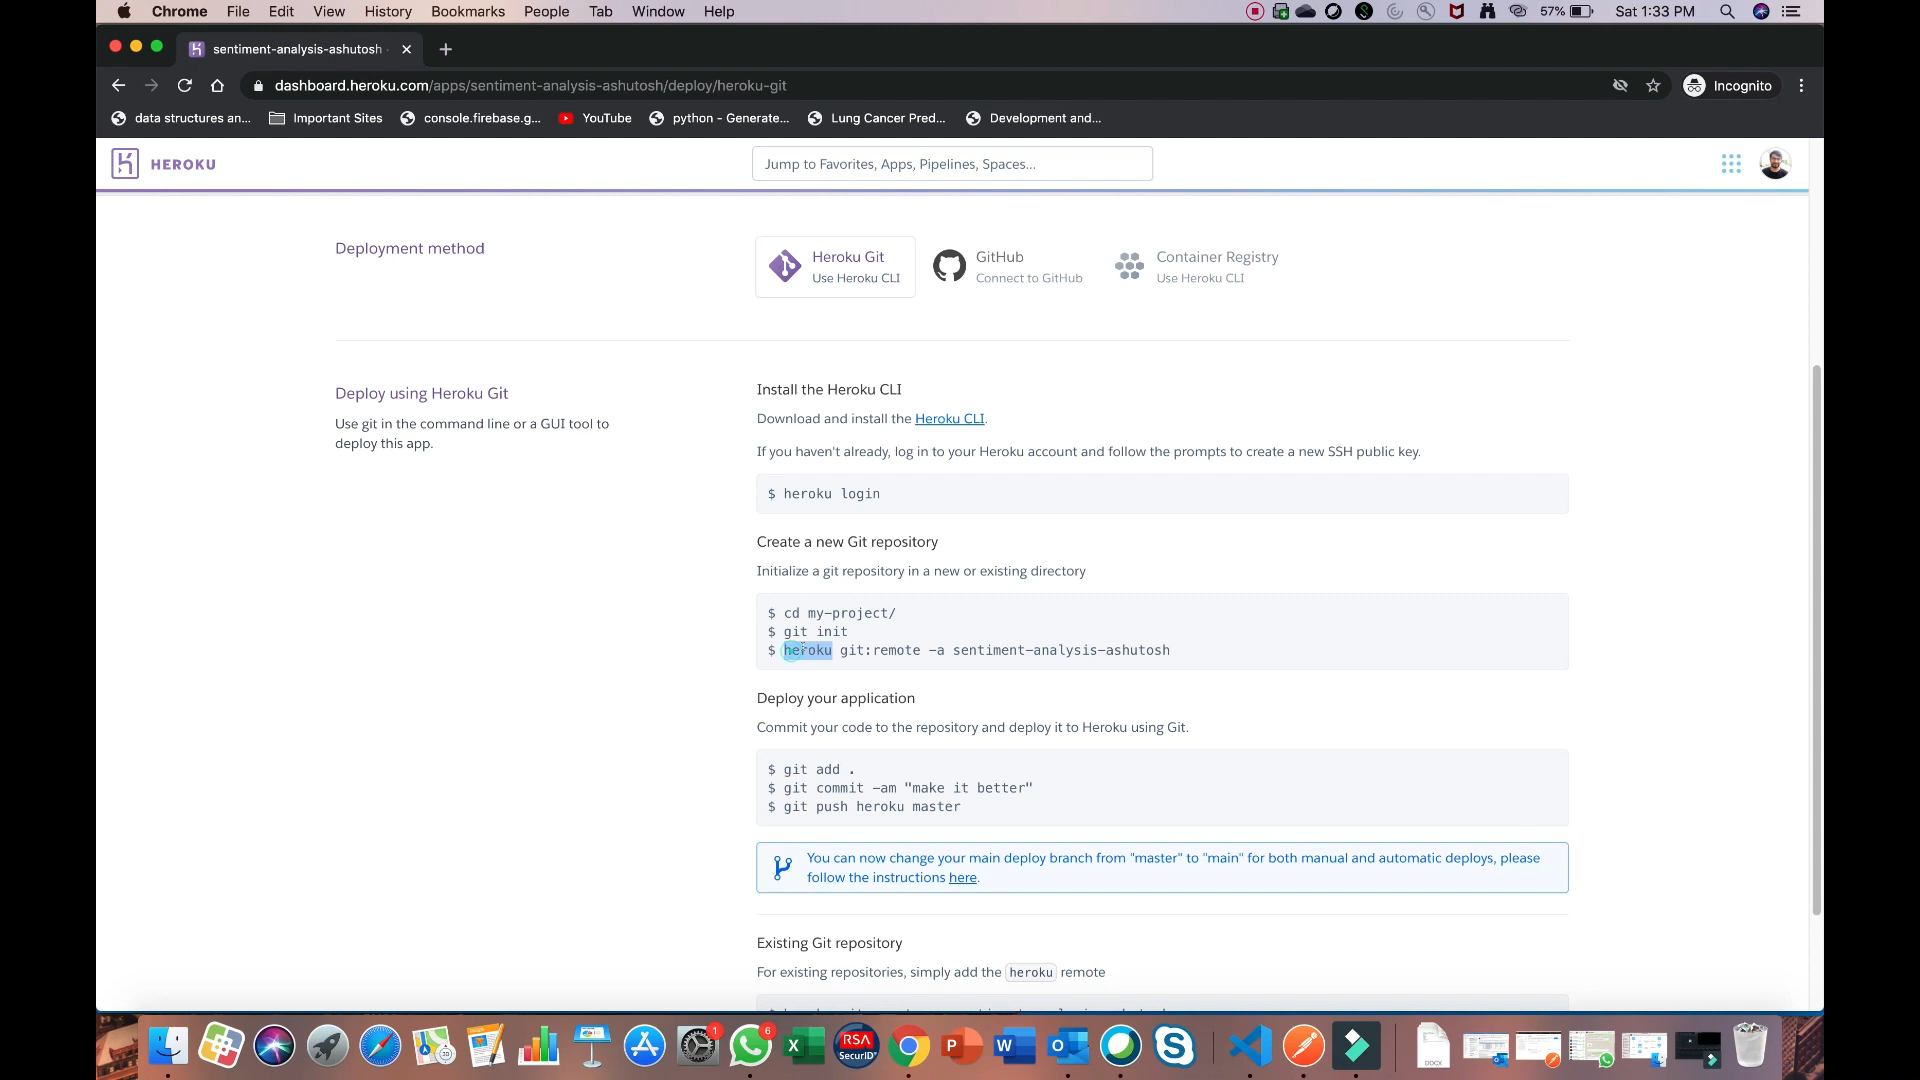 Chrome File Edit View History Bookmarks People Tab Window Help
57% Sat 1:33 PM
sentiment-analysis-ashutosh
dashboard.heroku.com/apps/sentiment-analysis-ashutosh/deploy/heroku-git
Incognito
data structures an... Important Sites console.firebase.g... YouTube python - Generate... Lung Cancer Pred... Development and...
HEROKU
Jump to Favorites, Apps, Pipelines, Spaces...
Deployment method
Heroku Git
Use Heroku CLI
GitHub
Connect to GitHub
Container Registry
Use Heroku CLI
Deploy using Heroku Git
Use git in the command line or a GUI tool to
deploy this app.
Install the Heroku CLI
Download and install the Heroku CLI.
If you haven't already, log in to your Heroku account and follow the prompts to create a new SSH public key.
$ heroku login
Create a new Git repository
Initialize a git repository in a new or existing directory
$ cd my-project/
$ git init
$ heroku git:remote -a sentiment-analysis-ashutosh
Deploy your application
Commit your code to the repository and deploy it to Heroku using Git.
$ git add .
$ git commit -am "make it better"
$ git push heroku master
You can now change your main deploy branch from "master" to "main" for both manual and automatic deploys, please
follow the instructions here.
Existing Git repository
For existing repositories, simply add the heroku remote
1
6
RSA
SecurID
DOCX